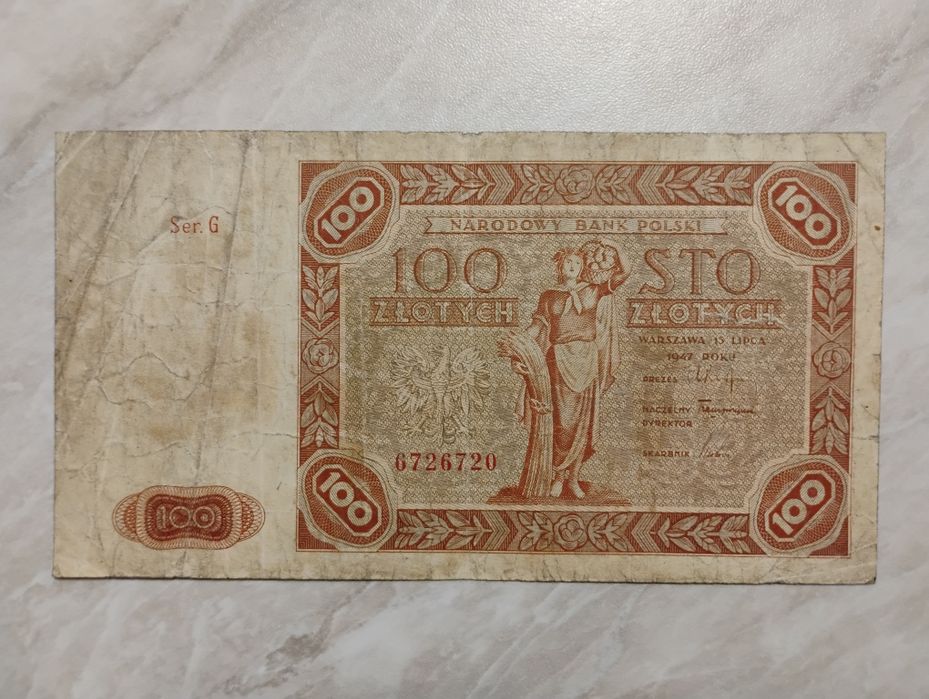 100
100
Ser. G
NARODOWY BANK POLSKI
100
ZŁOTYCH
STO
ZŁOTYCH
WARSZAWA 15 LIPCA
1947 ROKU
PREZES
NACZELNY
DYREKTOR
SKARBNIK
6726720
100
100
100